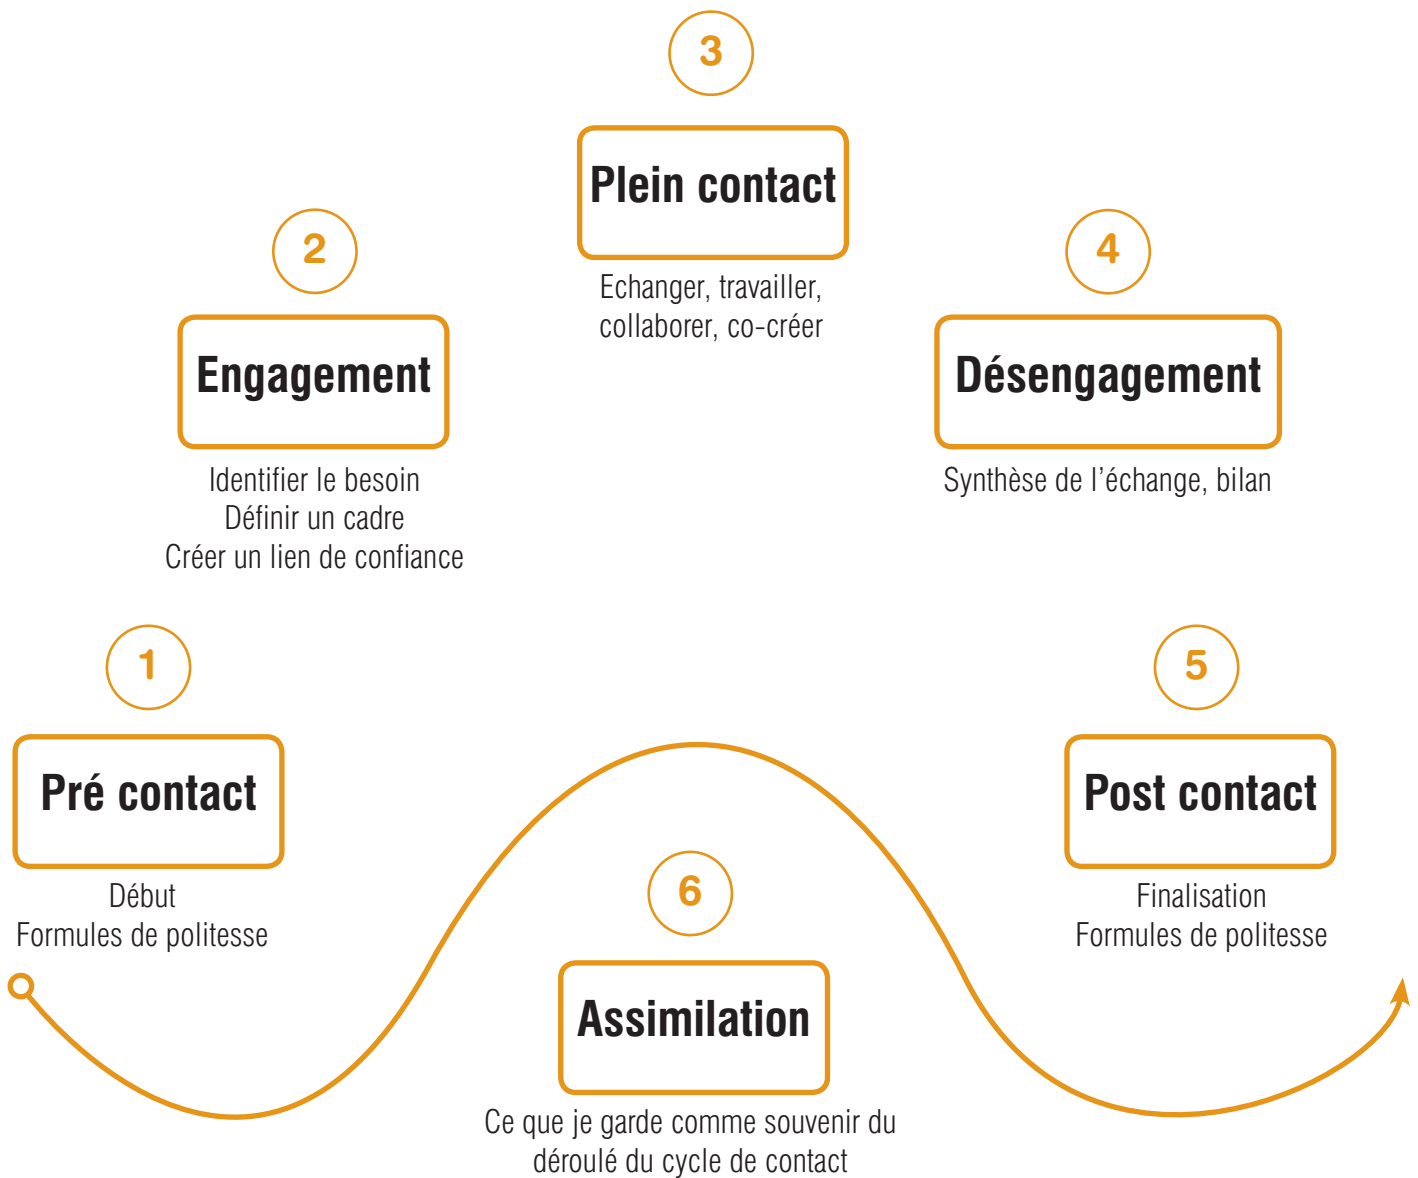 1
Pré contact
Début
Formules de politesse
2
Engagement
Identifier le besoin
Définir un cadre
Créer un lien de confiance
3
Plein contact
Echanger, travailler,
collaborer, co-créer
4
Désengagement
Synthèse de l’échange, bilan
5
Post contact
Finalisation
Formules de politesse
6
Assimilation
Ce que je garde comme souvenir du
déroulé du cycle de contact